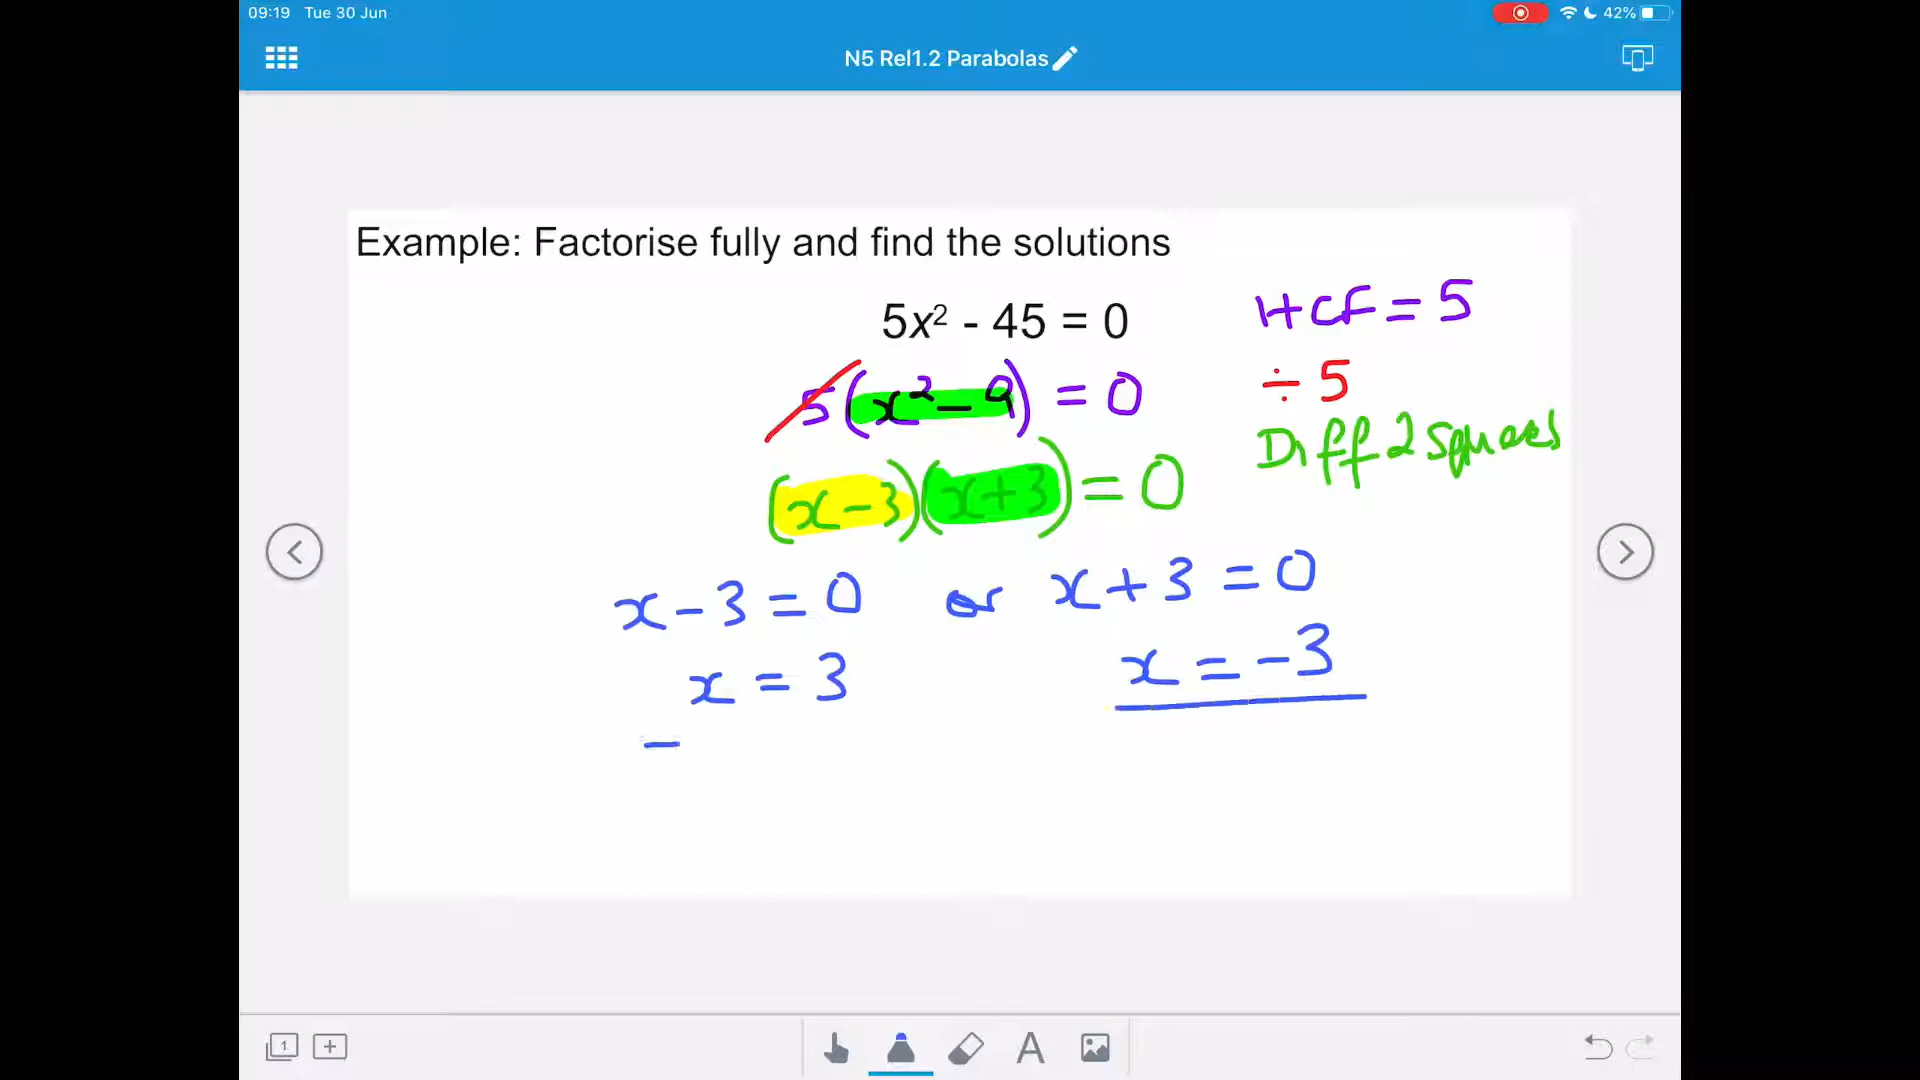 09:19 Tue 30 Jun 42%
N5 Rel1.2 Parabolas
Example: Factorise fully and find the solutions
5x² - 45 = 0
HCF = 5
5(x² - 9) = 0
÷ 5
Diff 2 Squares
(x - 3)(x + 3) = 0
x - 3 = 0 or x + 3 = 0
x = 3 x = -3
1
A